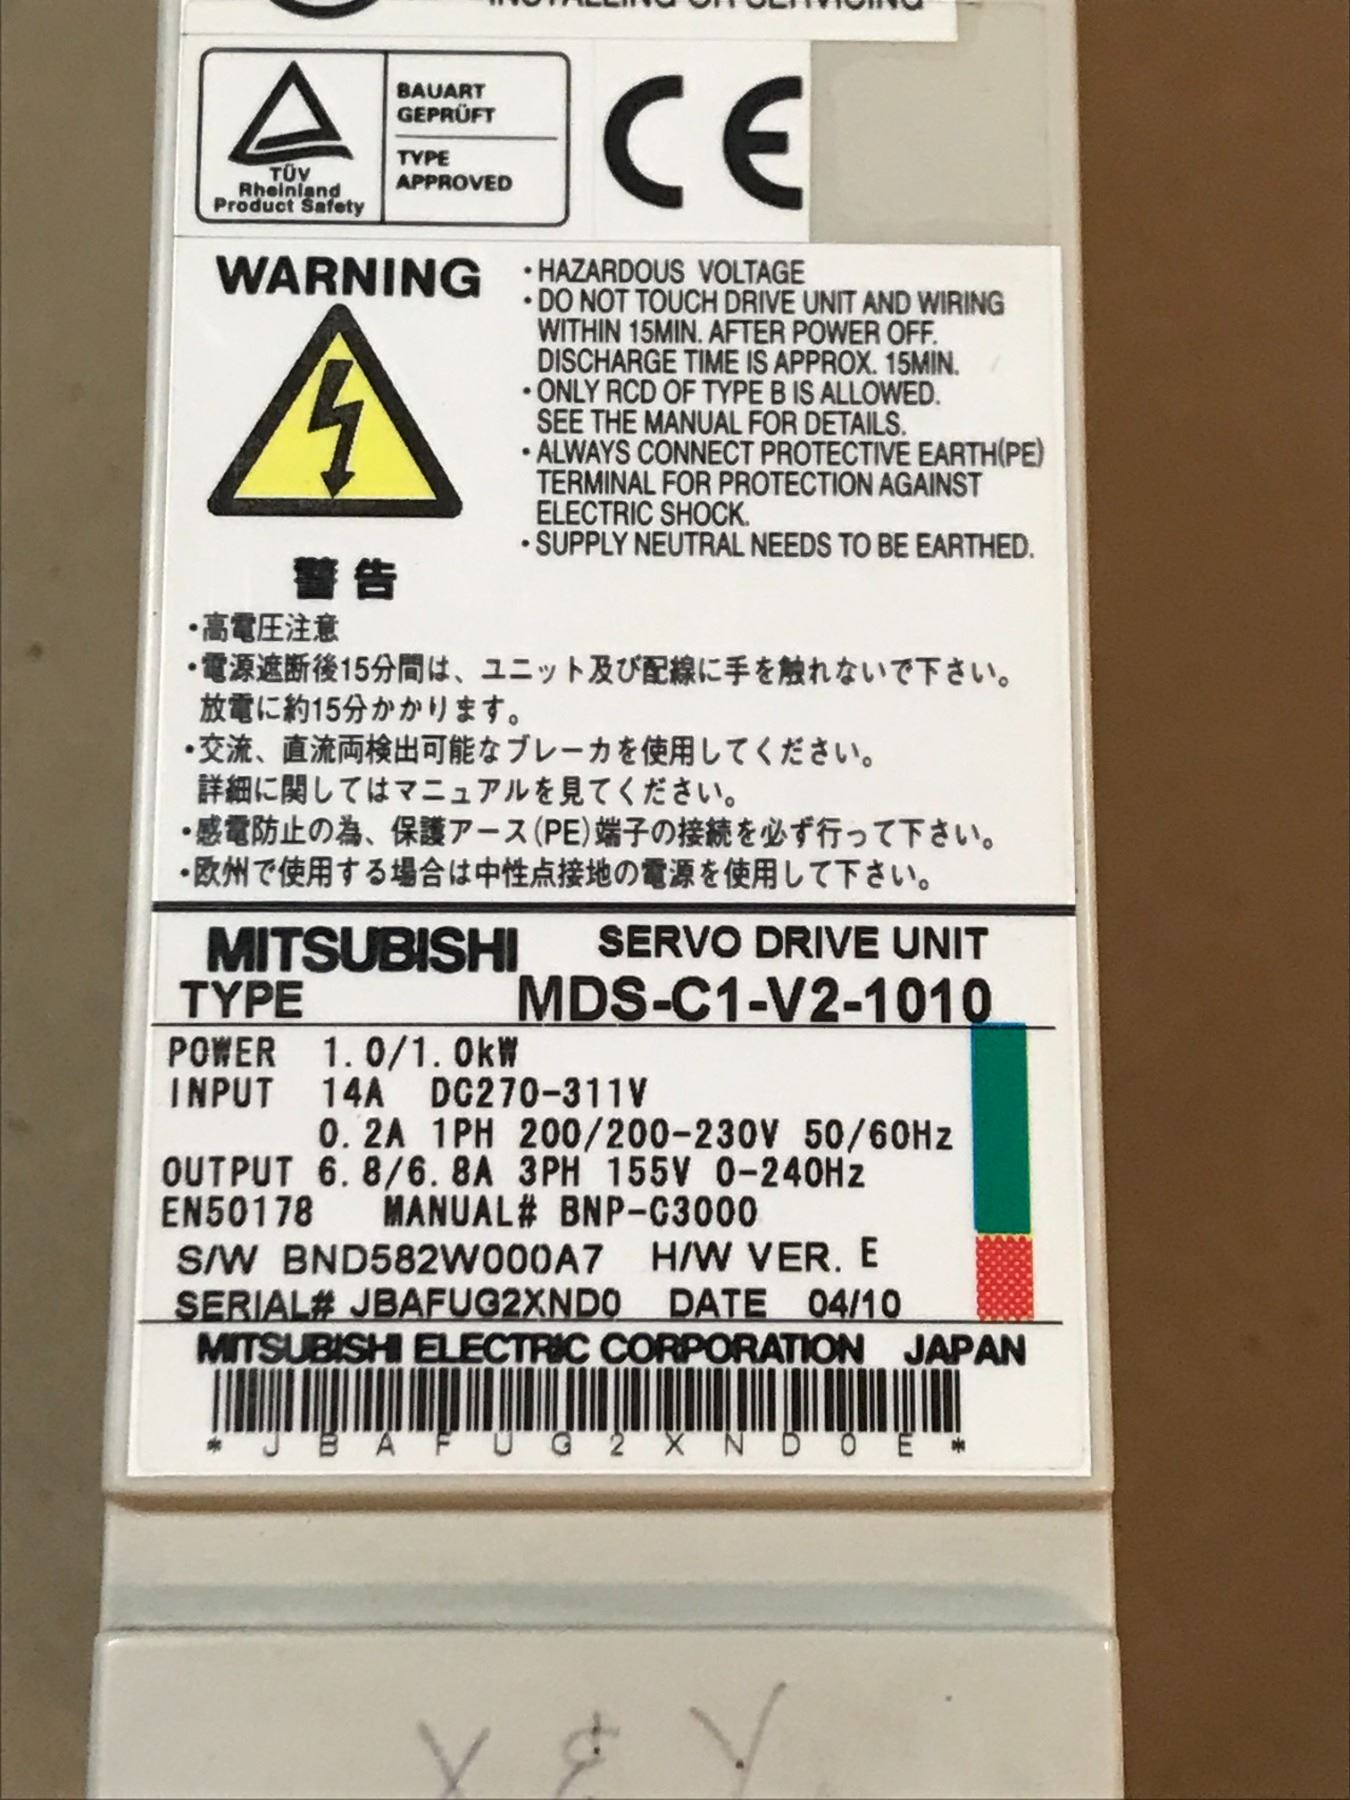 INSTALLING OR SERVICING
BAUART
GEPRÜFT
TYPE
APPROVED
TÜV
Rheinland
Product Safety
CE
WARNING
・HAZARDOUS VOLTAGE
・DO NOT TOUCH DRIVE UNIT AND WIRING
WITHIN 15MIN. AFTER POWER OFF.
DISCHARGE TIME IS APPROX. 15MIN.
・ONLY RCD OF TYPE B IS ALLOWED.
SEE THE MANUAL FOR DETAILS.
・ALWAYS CONNECT PROTECTIVE EARTH(PE)
TERMINAL FOR PROTECTION AGAINST
ELECTRIC SHOCK.
・SUPPLY NEUTRAL NEEDS TO BE EARTHED.
警告
・高電圧注意
・電源遮断後15分間は、ユニット及び配線に手を触れないで下さい。
放電に約15分かかります。
・交流、直流両検出可能なブレーカを使用してください。
詳細に関してはマニュアルを見てください。
・感電防止の為、保護アース(PE)端子の接続を必ず行って下さい。
・欧州で使用する場合は中性点接地の電源を使用して下さい。
MITSUBISHI SERVO DRIVE UNIT
TYPE MDS-C1-V2-1010
POWER 1.0/1.0kW
INPUT 14A DC270-311V
0.2A 1PH 200/200-230V 50/60Hz
OUTPUT 6.8/6.8A 3PH 155V 0-240Hz
EN50178 MANUAL# BNP-C3000
S/W BND582W000A7 H/W VER. E
SERIAL# JBAFUG2XND0 DATE 04/10
MITSUBISHI ELECTRIC CORPORATION JAPAN
* J B A F U G 2 X N D 0 E *
X & Y